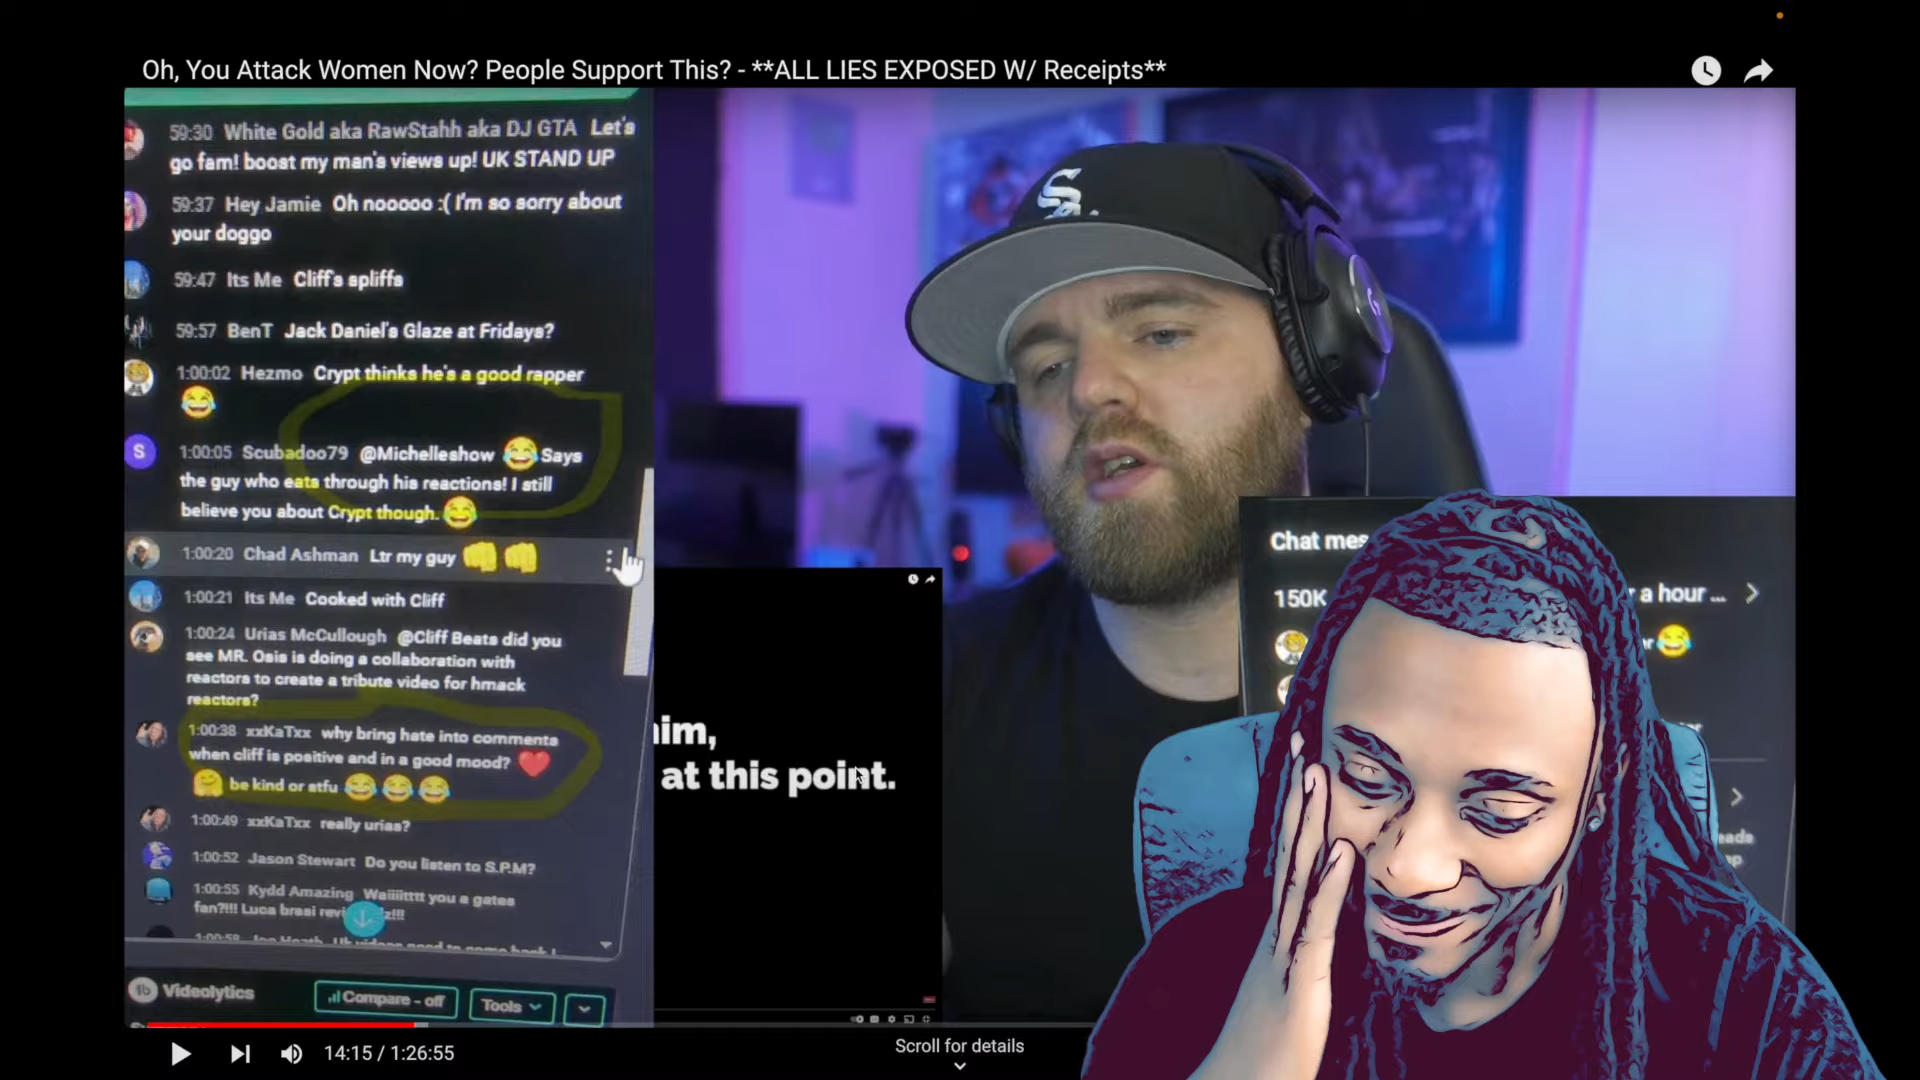 Oh, You Attack Women Now? People Support This? - **ALL LIES EXPOSED W/ Receipts**
59:30 White Gold aka RawStahh aka DJ GTA Let's
go fam! boost my man's views up! UK STAND UP
59:37 Hey Jamie Oh nooooo :( I'm so sorry about
your doggo
59:47 Its Me Cliff's spliffs
59:57 BenT Jack Daniel's Glaze at Fridays?
1:00:02 Hezmo Crypt thinks he's a good rapper
😂
S 1:00:05 Scubadoo79 @Michelleshow 😂 Says
the guy who eats through his reactions! I still
believe you about Crypt though. 😂
1:00:20 Chad Ashman Ltr my guy 👊 👊
1:00:21 Its Me Cooked with Cliff
1:00:24 Urias McCullough @Cliff Beats did you
see MR. Osis is doing a collaboration with
reactors to create a tribute video for hmack
reactors?
1:00:38 xxKaTxx why bring hate into comments
when cliff is positive and in a good mood? ❤️
🤗 be kind or stfu 😂 😂 😂
1:00:49 xxKaTxx really urias?
1:00:52 Jason Stewart Do you listen to S.P.M?
1:00:55 Kydd Amazing Waiiiitttt you a gates
fan?!!! Luca brasi
Videolytics
Compare - off
Tools
im,
at this point.
Chat mes
150K
r a hour ...
er 😂
14:15 / 1:26:55
Scroll for details